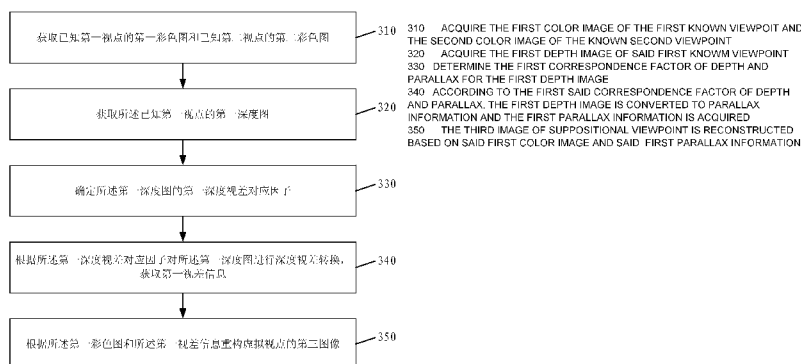 获取已知第一视点的第一彩色图和已知第二视点的第二彩色图
310
获取所述已知第一视点的第一深度图
320
确定所述第一深度图的第一深度视差对应因子
330
根据所述第一深度视差对应因子对所述第一深度图进行深度视差转换,
获取第一视差信息
340
根据所述第一彩色图和所述第一视差信息重构虚拟视点的第三图像
350
310 ACQUIRE THE FIRST COLOR IMAGE OF THE FIRST KNOWN VIEWPOIT AND
THE SECOND COLOR IMAGE OF THE KNOWN SECOND VIEWPOINT
320 ACQUIRE THE FIRST DEPTH IMAGE OF SAID FIRST KNOWM VIEWPOINT
330 DETERMINE THE FIRST CORRESPONDENCE FACTOR OF DEPTH AND
PARALLAX FOR THE FIRST DEPTH IMAGE
340 ACCORDING TO THE FIRST SAID CORRESPONDENCE FACTOR OF DEPTH
AND PARALLAX, THE FIRST DEPTH IMAGE IS CONVERTED TO PARALLAX
INFORMATION AND THE FIRST PARALLAX INFORMATION IS ACQUIRED
350 THE THIRD IMAGE OF SUPPOSITIONAL VIEWPOINT IS RECONSTRUCTED
BASED ON SAID FIRST COLOR IMAGE AND SAID FIRST PARALLAX INFORMATION